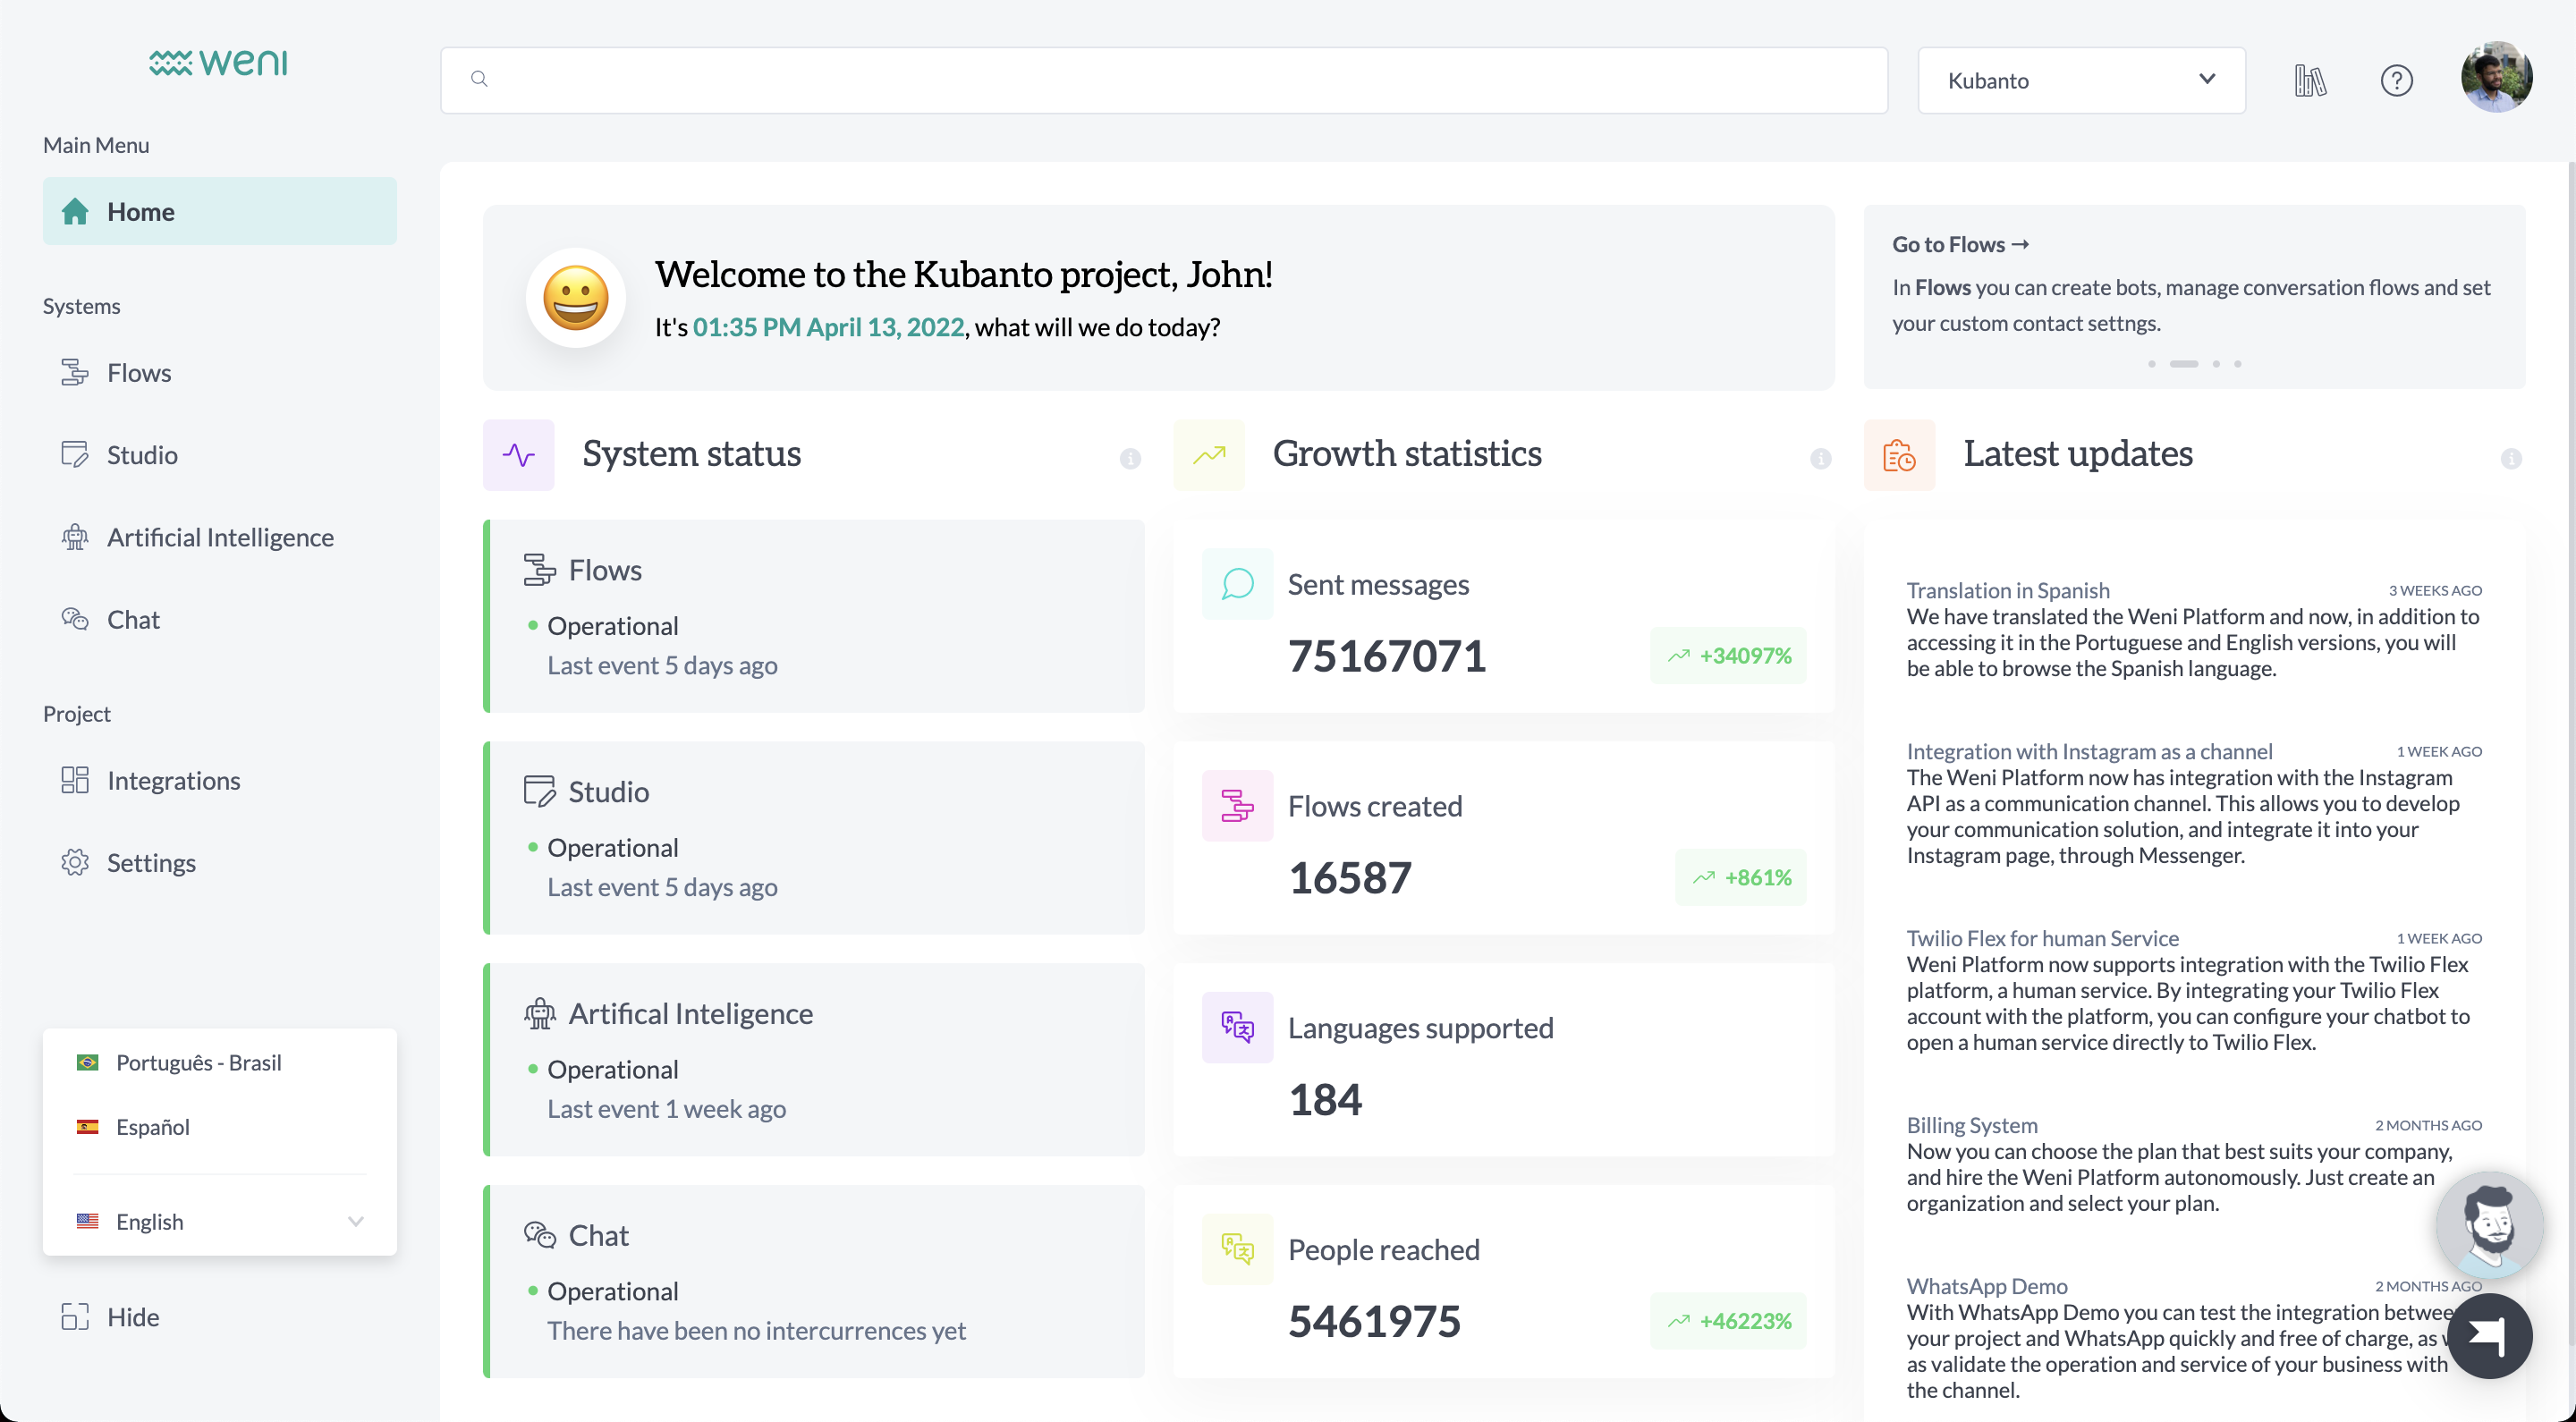 weni
Kubanto
Main Menu
Home
Systems
Flows
Studio
Artificial Intelligence
Chat
Project
Integrations
Settings
Português - Brasil
Español
English
Hide
Welcome to the Kubanto project, John!
It's 01:35 PM April 13, 2022, what will we do today?
Go to Flows →
In Flows you can create bots, manage conversation flows and set
your custom contact settngs.
System status
Flows
Operational
Last event 5 days ago
Studio
Operational
Last event 5 days ago
Artifical Inteligence
Operational
Last event 1 week ago
Chat
Operational
There have been no intercurrences yet
Growth statistics
Sent messages
75167071
+34097%
Flows created
16587
+861%
Languages supported
184
People reached
5461975
+46223%
Latest updates
Translation in Spanish
3 WEEKS AGO
We have translated the Weni Platform and now, in addition to
accessing it in the Portuguese and English versions, you will
be able to browse the Spanish language.
Integration with Instagram as a channel
1 WEEK AGO
The Weni Platform now has integration with the Instagram
API as a communication channel. This allows you to develop
your communication solution, and integrate it into your
Instagram page, through Messenger.
Twilio Flex for human Service
1 WEEK AGO
Weni Platform now supports integration with the Twilio Flex
platform, a human service. By integrating your Twilio Flex
account with the platform, you can configure your chatbot to
open a human service directly to Twilio Flex.
Billing System
2 MONTHS AGO
Now you can choose the plan that best suits your company,
and hire the Weni Platform autonomously. Just create an
organization and select your plan.
WhatsApp Demo
2 MONTHS AGO
With WhatsApp Demo you can test the integration betwee
your project and WhatsApp quickly and free of charge, as
as validate the operation and service of your business with
the channel.